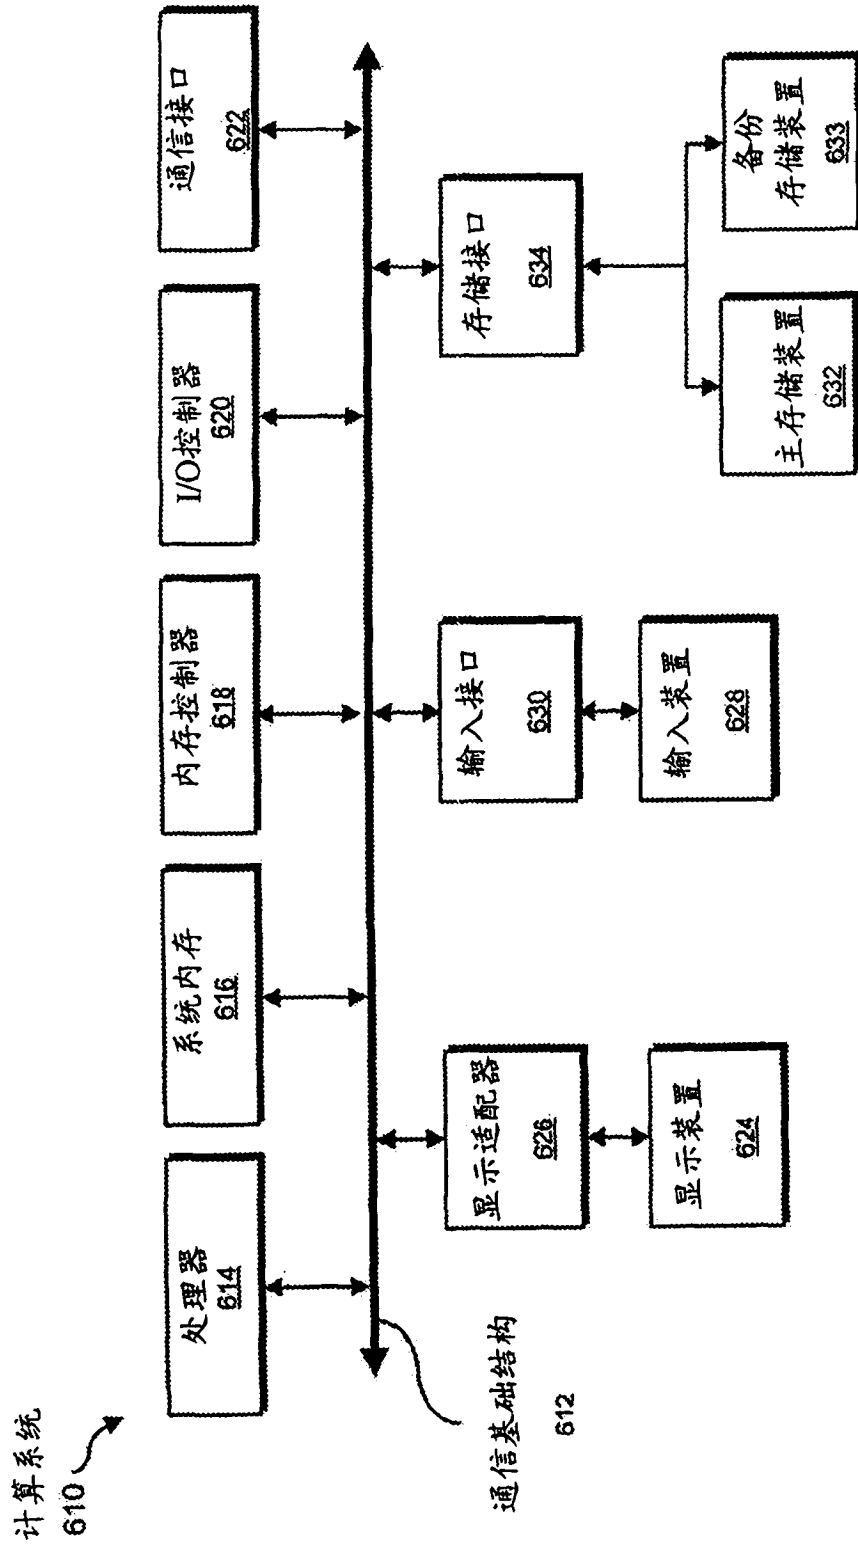 计算系统
610
处理器
614
系统内存
616
内存控制器
618
I/O控制器
620
通信接口
622
通信基础结构
612
显示适配器
626
输入接口
630
存储接口
634
显示装置
624
输入装置
628
主存储装置
632
备份
存储装置
633